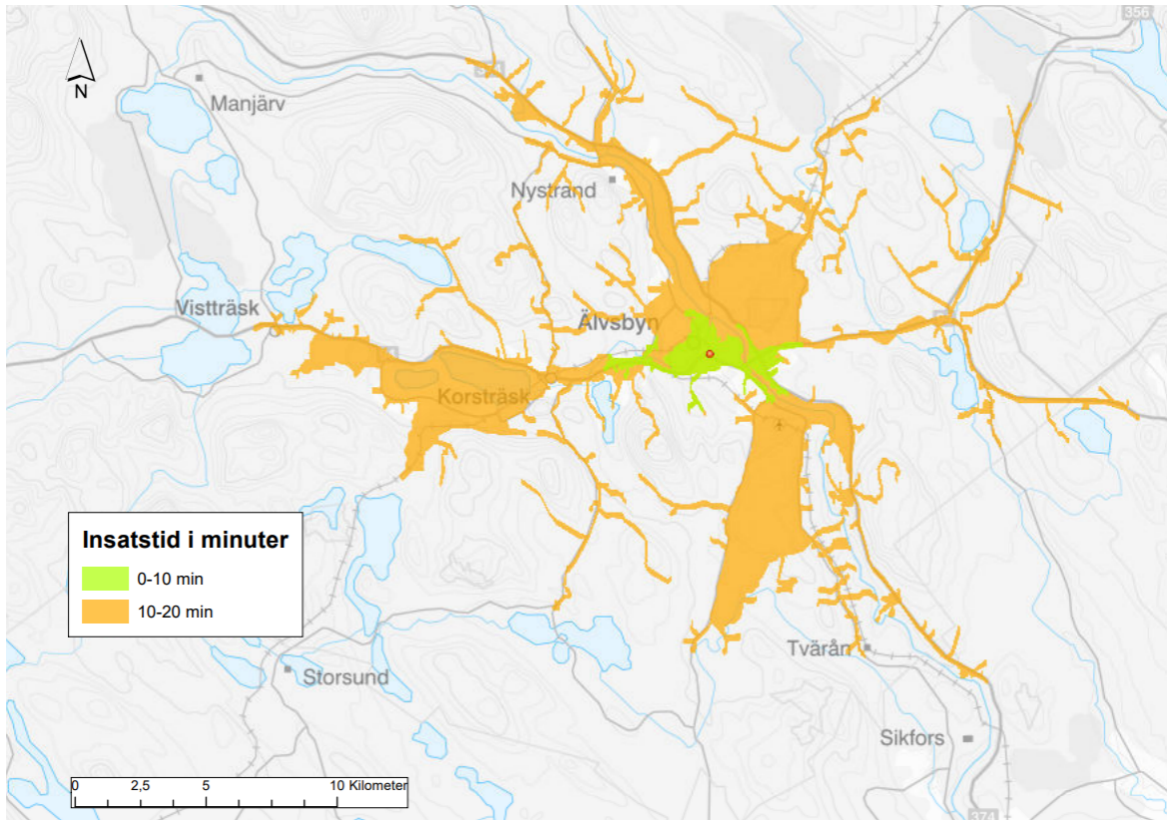 356
N
Manjärv
Nystrand
Vistträsk
Älvsbyn
Korsträsk
Insatstid i minuter
0-10 min
10-20 min
Tvärån
Storsund
Sikfors
0 2,5 5 10 Kilometer
374